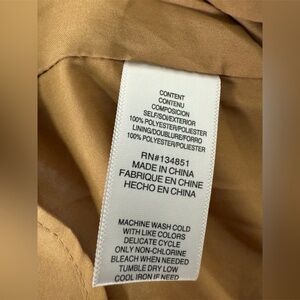 CONTENT
CONTENU
COMPOSICION
SELF/SOI/EXTERIOR
100% POLYESTER/POLIESTER
LINING/DOUBLURE/FORRO
100% POLYESTER/POLIESTER
RN#134851
MADE IN CHINA
FABRIQUE EN CHINE
HECHO EN CHINA
MACHINE WASH COLD
WITH LIKE COLORS
DELICATE CYCLE
ONLY NON-CHLORINE
BLEACH WHEN NEEDED
TUMBLE DRY LOW
COOL IRON IF